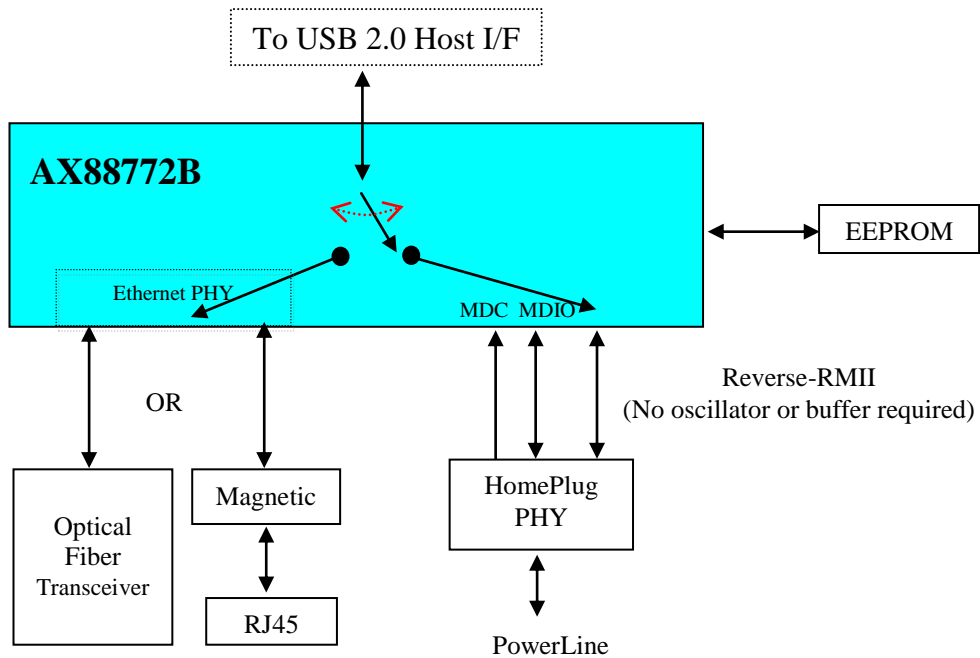 To USB 2.0 Host I/F
AX88772B
EEPROM
Ethernet PHY
MDC MDIO
OR
Reverse-RMII
(No oscillator or buffer required)
Optical
Fiber
Transceiver
Magnetic
RJ45
HomePlug
PHY
PowerLine